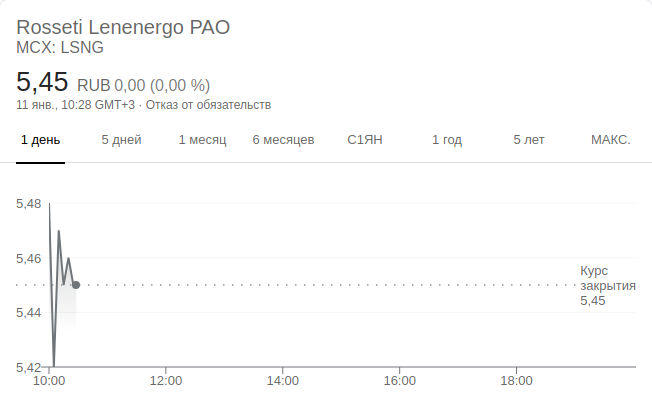 Rosseti Lenenergo PAO
MCX: LSNG
5,45 RUB 0,00 (0,00 %)
11 янв., 10:28 GMT+3 · Отказ от обязательств
1 день 5 дней 1 месяц 6 месяцев С1ЯН 1 год 5 лет МАКС.
5,48
5,46
Курс
закрытия
5,45
5,44
5,42
10:00 12:00 14:00 16:00 18:00